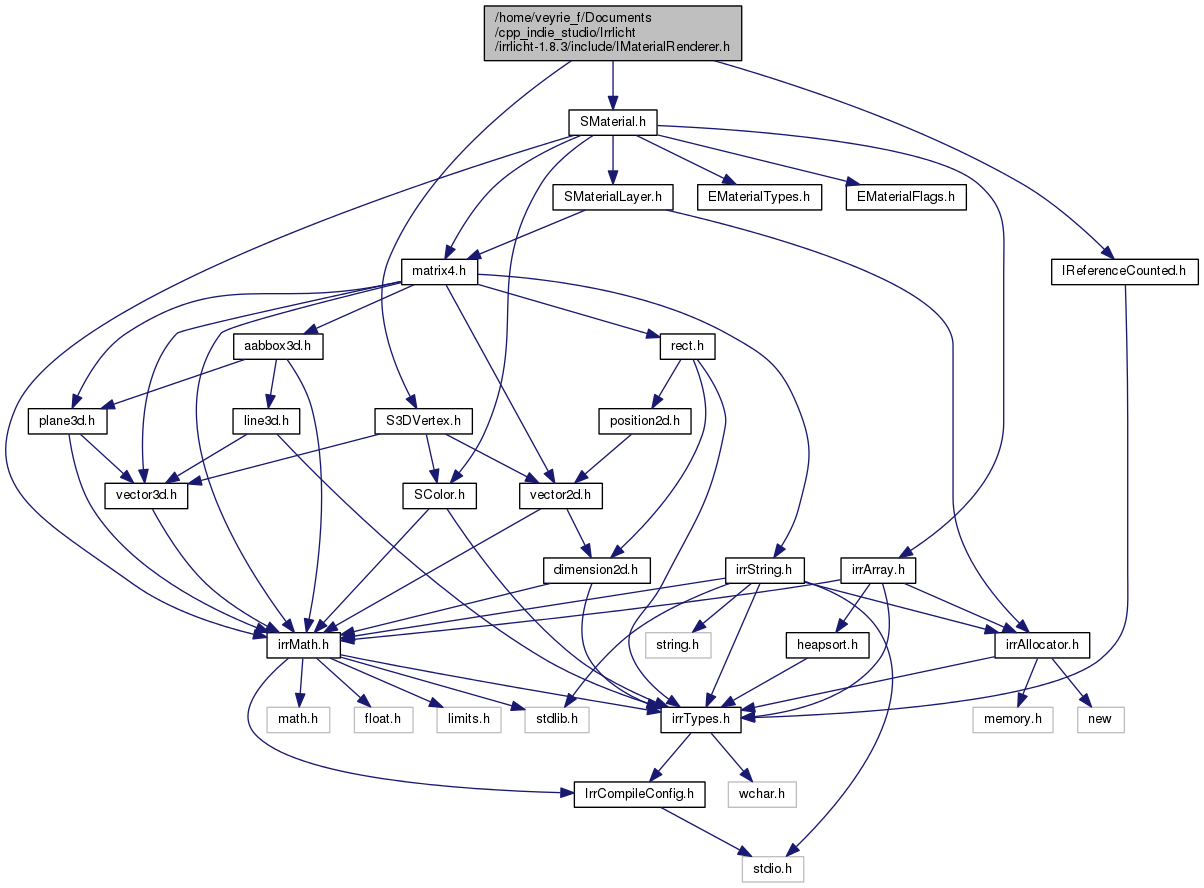 /home/veyrie_f/Documents
/cpp_indie_studio/Irrlicht
/irrlicht-1.8.3/include/IMaterialRenderer.h
SMaterial.h
SMaterialLayer.h
EMaterialTypes.h
EMaterialFlags.h
matrix4.h
IReferenceCounted.h
aabbox3d.h
rect.h
plane3d.h
line3d.h
S3DVertex.h
position2d.h
vector3d.h
SColor.h
vector2d.h
dimension2d.h
irrString.h
irrArray.h
irrMath.h
string.h
heapsort.h
irrAllocator.h
math.h
float.h
limits.h
stdlib.h
irrTypes.h
memory.h
new
IrrCompileConfig.h
wchar.h
stdio.h